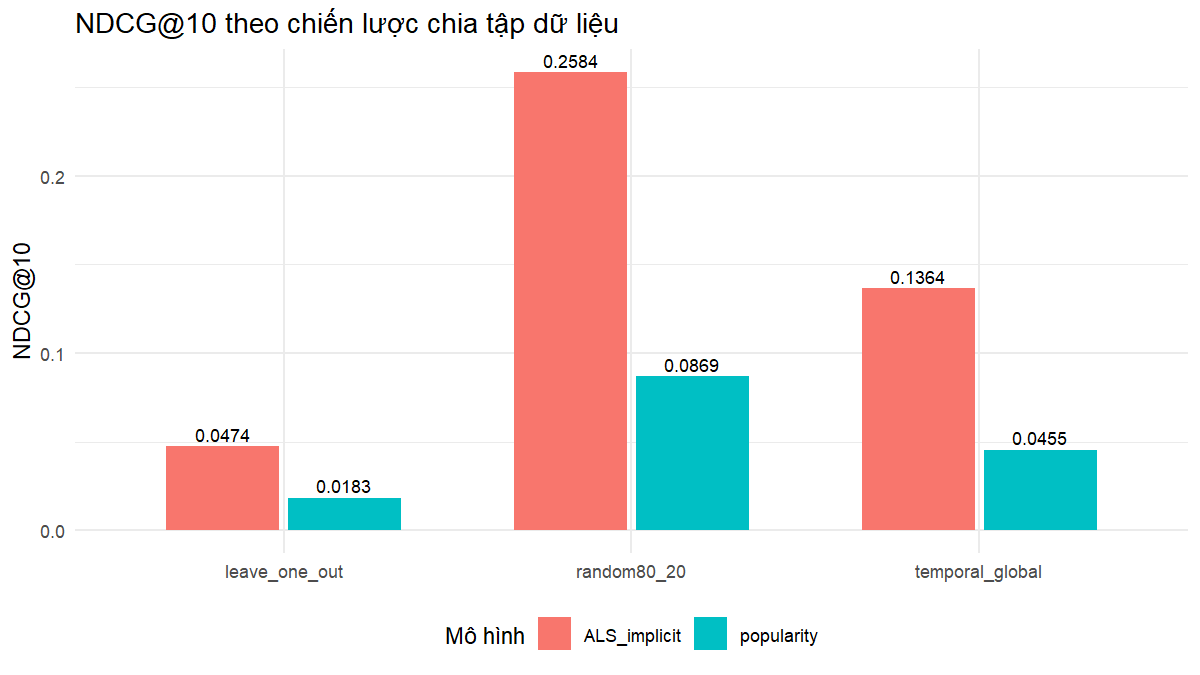 NDCG@10 theo chiến lược chia tập dữ liệu
NDCG@10
0.2
0.1
0.0
0.0474
0.0183
0.2584
0.0869
0.1364
0.0455
leave_one_out
random80_20
temporal_global
Mô hình ALS_implicit popularity